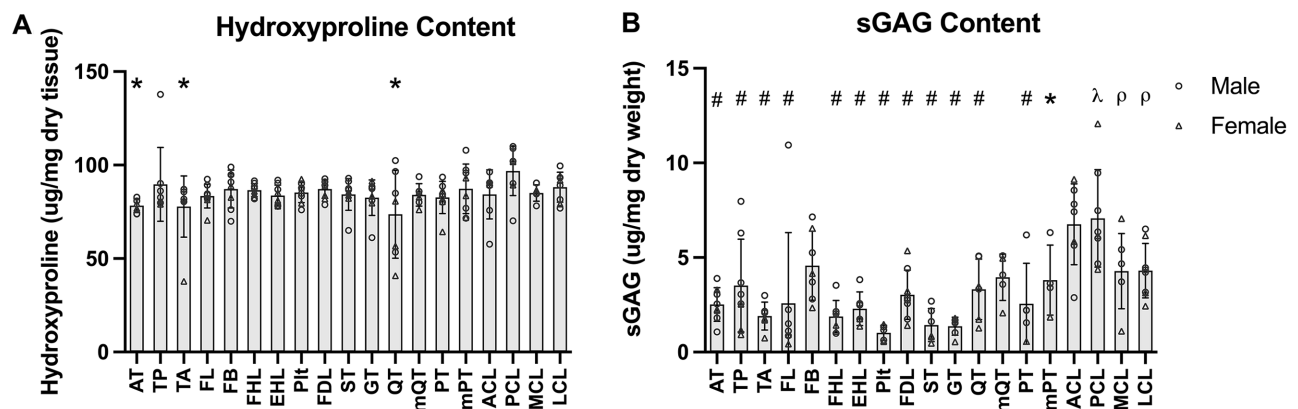 A
Hydroxyproline Content
Hydroxyproline (ug/mg dry tissue)
150
100
50
0
* * *
AT TP TA FL FB FHL EHL Plt FDL ST GT QT mQT PT mPT ACL PCL MCL LCL
B
sGAG Content
sGAG (ug/mg dry weight)
15
10
5
0
# # # # # # # # # # # # * λ ρ ρ
AT TP TA FL FB FHL EHL Plt FDL ST GT QT mQT PT mPT ACL PCL MCL LCL
Male
Female